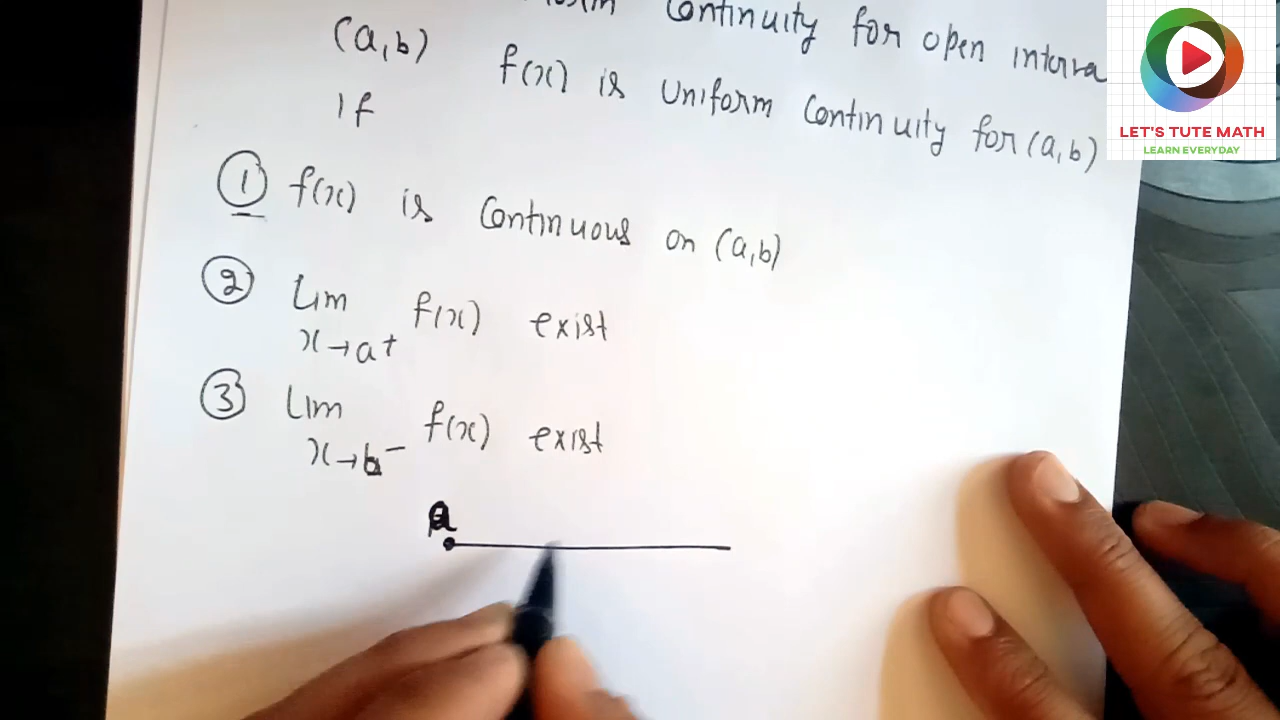 Continuity for open
(a,b) f(x) is Uniform Continuity for (a,b)
If
① f(x) is Continuous on (a,b)
② Lim f(x) exist
x→a+
③ Lim f(x) exist
x→b−
a
LET'S TUTE MATH
LEARN EVERYDAY